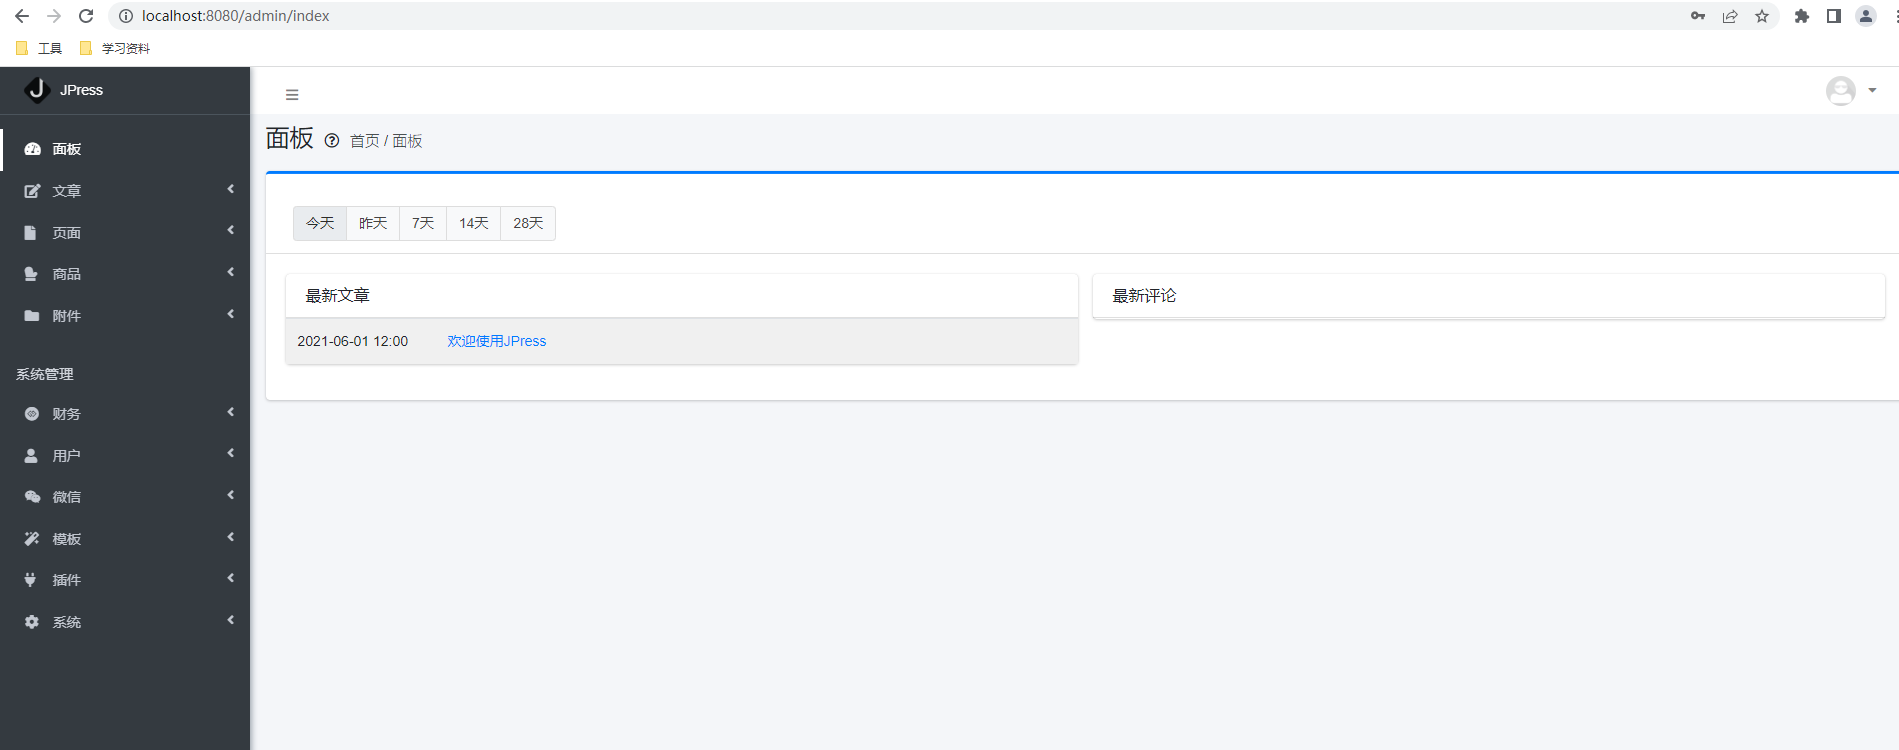 localhost:8080/admin/index
工具 学习资料
JPress
面板
文章
页面
商品
附件
系统管理
财务
用户
微信
模板
插件
系统
面板 首页 / 面板
今天 昨天 7天 14天 28天
最新文章
2021-06-01 12:00 欢迎使用JPress
最新评论